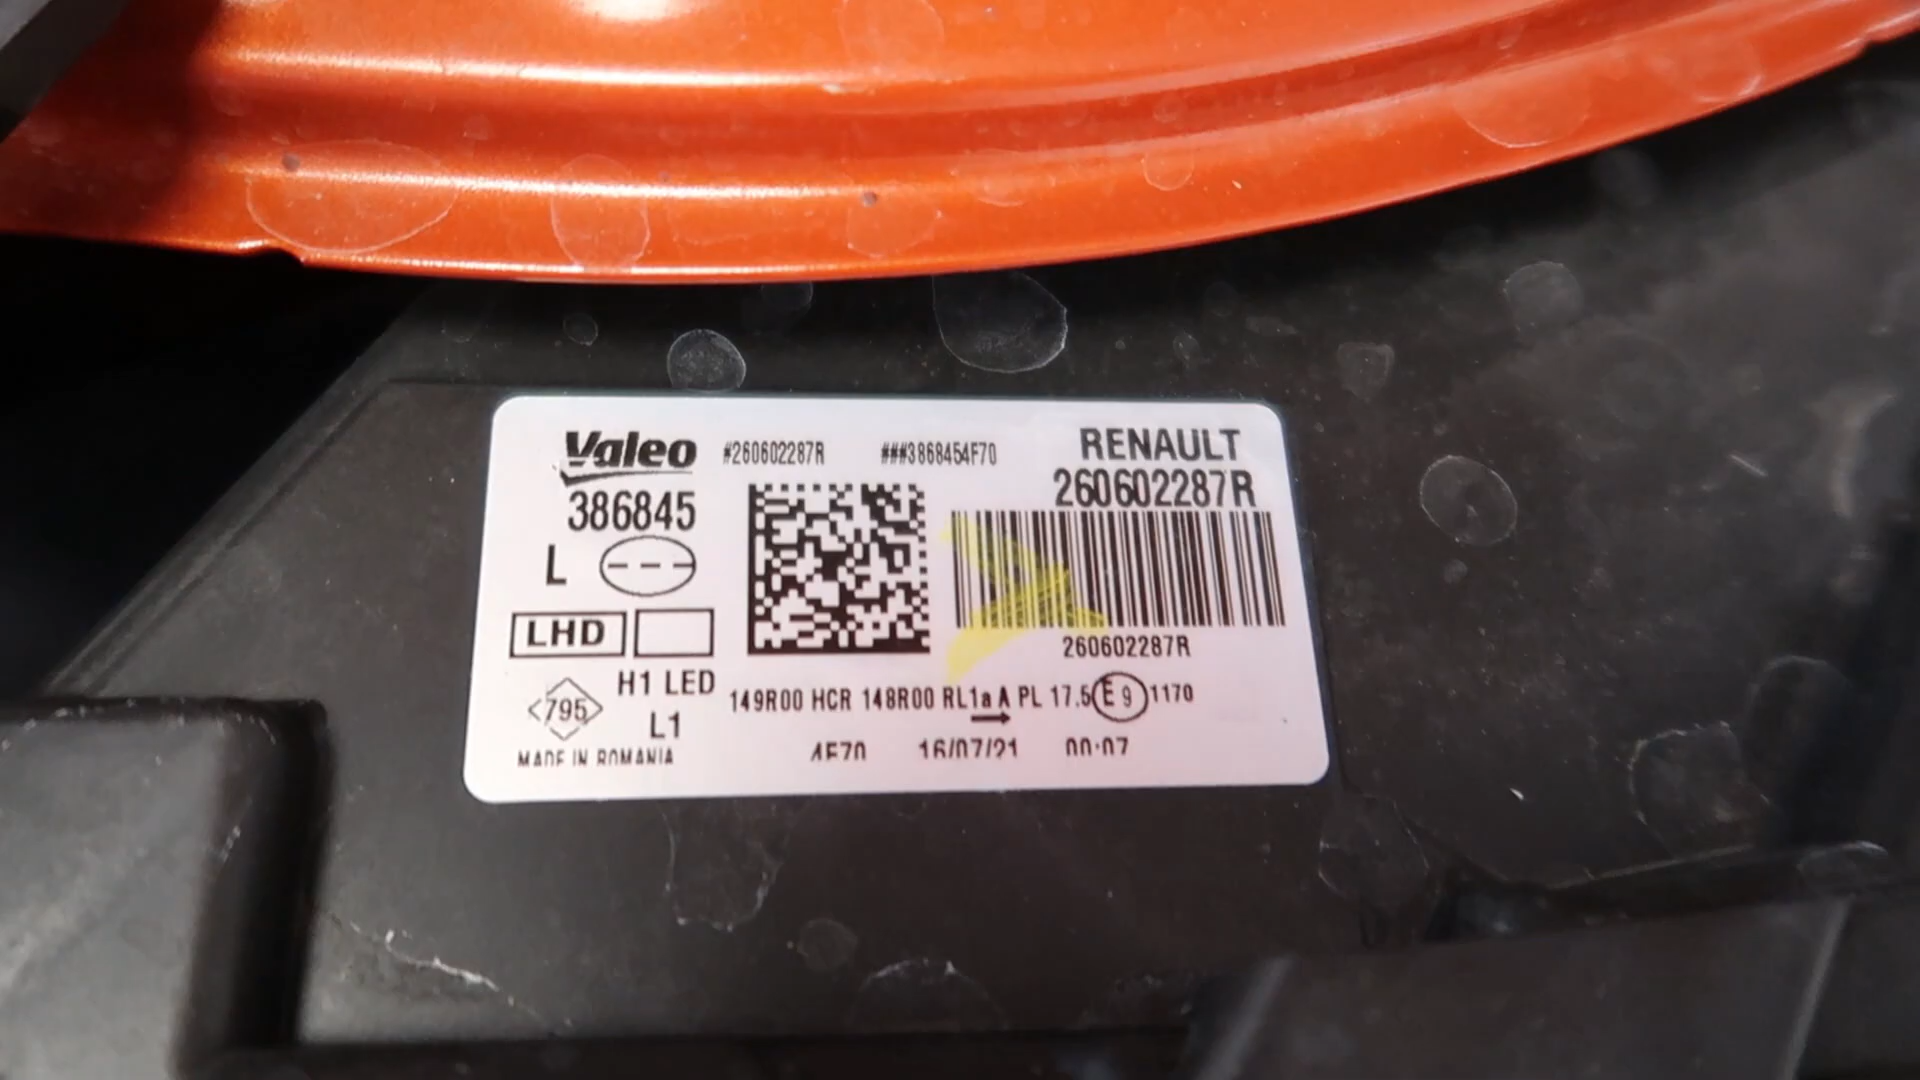 Valeo #260602287R ###3868454F70 RENAULT
386845 260602287R
L
LHD
260602287R
H1 LED
795 149R00 HCR 148R00 RL1a A PL 17.5 E9 1170
L1
MADE IN ROMANIA 4F70 16/07/21 00:07